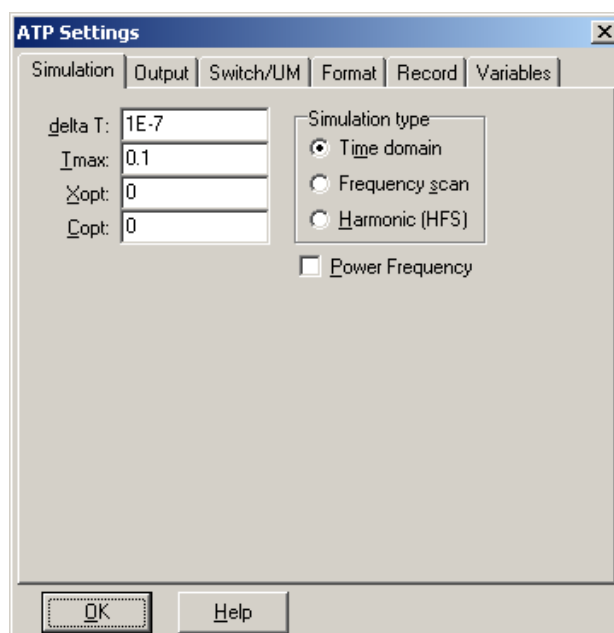 ATP Settings
Simulation Output Switch/UM Format Record Variables
delta T: 1E-7
Tmax: 0.1
Xopt: 0
Copt: 0
Simulation type
Time domain
Frequency scan
Harmonic (HFS)
Power Frequency
OK Help